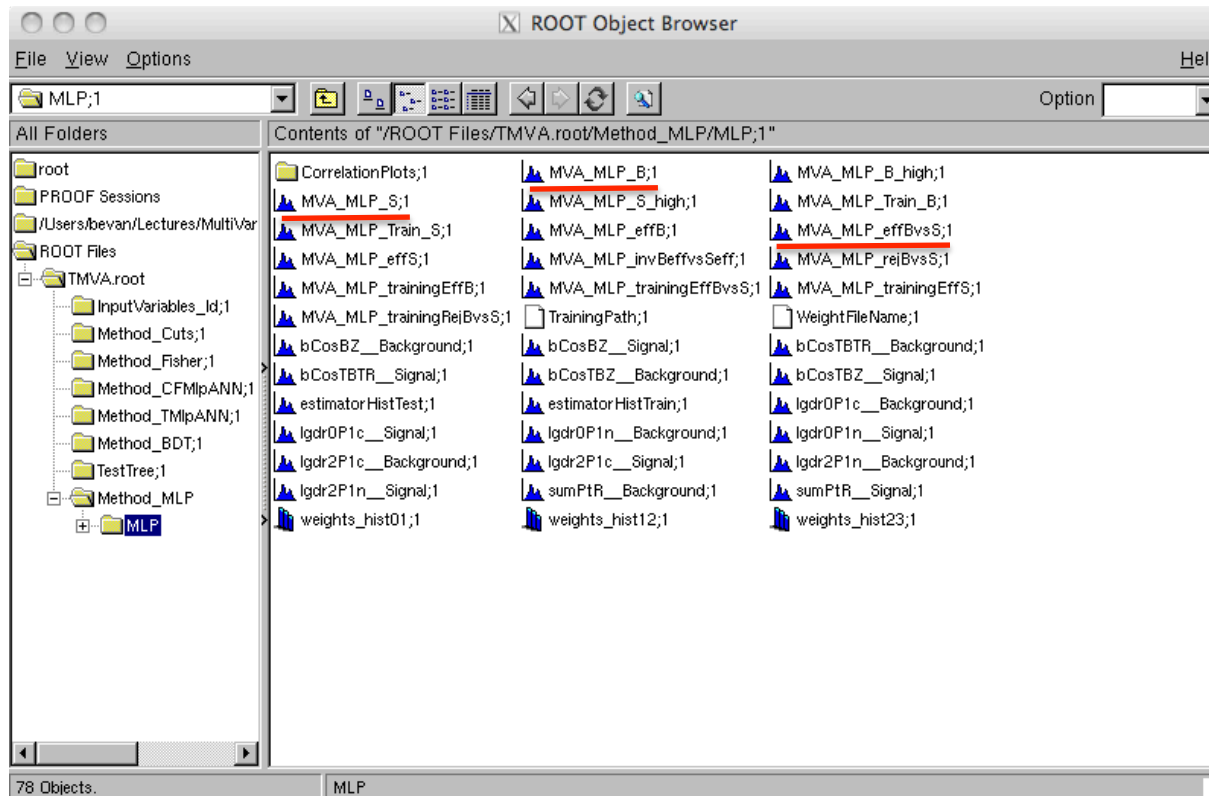 ROOT Object Browser
File View Options Hel
MLP;1 Option
All Folders Contents of "/ROOT Files/TMVA.root/Method_MLP/MLP;1"
root
PROOF Sessions
/Users/bevan/Lectures/MultiVar
ROOT Files
TMVA.root
InputVariables_Id;1
Method_Cuts;1
Method_Fisher;1
Method_CFMlpANN;1
Method_TMlpANN;1
Method_BDT;1
TestTree;1
Method_MLP
MLP
CorrelationPlots;1 MVA_MLP_B;1 MVA_MLP_B_high;1
MVA_MLP_S;1 MVA_MLP_S_high;1 MVA_MLP_Train_B;1
MVA_MLP_Train_S;1 MVA_MLP_effB;1 MVA_MLP_effBvsS;1
MVA_MLP_effS;1 MVA_MLP_invBeffvsSeff;1 MVA_MLP_rejBvsS;1
MVA_MLP_trainingEffB;1 MVA_MLP_trainingEffBvsS;1 MVA_MLP_trainingEffS;1
MVA_MLP_trainingRejBvsS;1 TrainingPath;1 WeightFileName;1
bCosBZ__Background;1 bCosBZ__Signal;1 bCosTBTR__Background;1
bCosTBTR__Signal;1 bCosTBZ__Background;1 bCosTBZ__Signal;1
estimatorHistTest;1 estimatorHistTrain;1 lgdr0P1c__Background;1
lgdr0P1c__Signal;1 lgdr0P1n__Background;1 lgdr0P1n__Signal;1
lgdr2P1c__Background;1 lgdr2P1c__Signal;1 lgdr2P1n__Background;1
lgdr2P1n__Signal;1 sumPtR__Background;1 sumPtR__Signal;1
weights_hist01;1 weights_hist12;1 weights_hist23;1
78 Objects. MLP